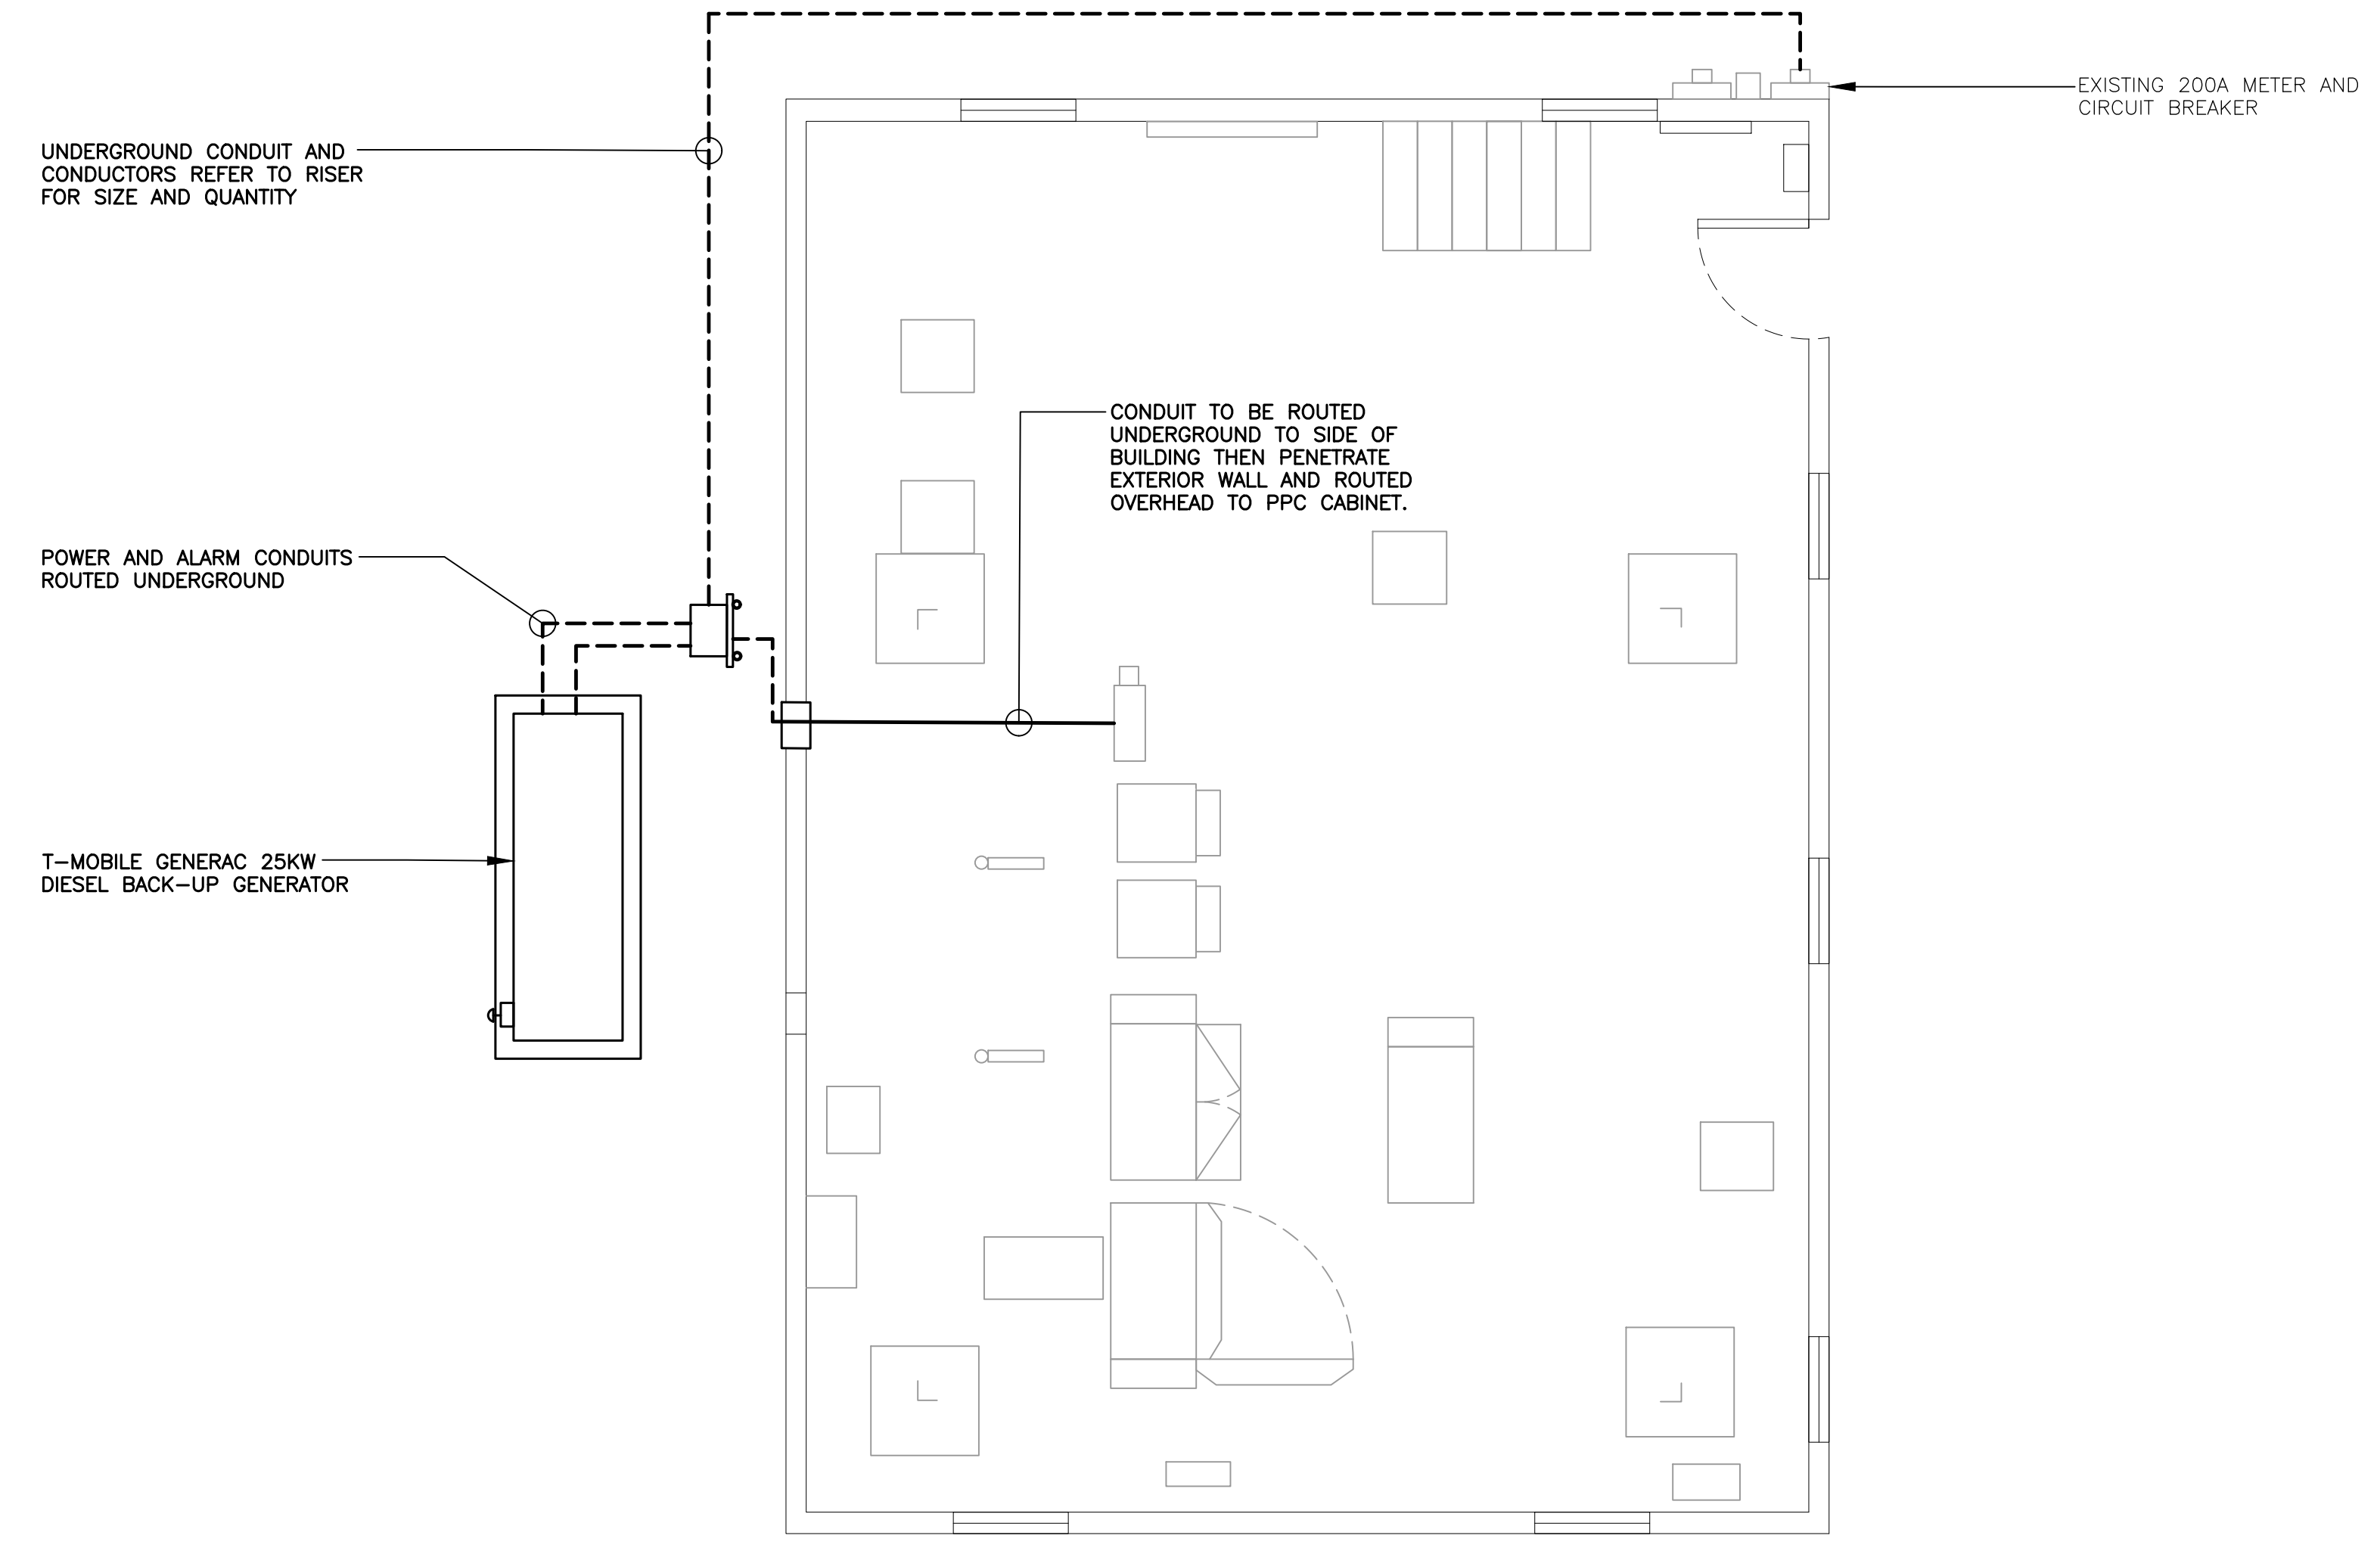 EXISTING 200A METER AND
CIRCUIT BREAKER
UNDERGROUND CONDUIT AND
CONDUCTORS REFER TO RISER
FOR SIZE AND QUANTITY
CONDUIT TO BE ROUTED
UNDERGROUND TO SIDE OF
BUILDING THEN PENETRATE
EXTERIOR WALL AND ROUTED
OVERHEAD TO PPC CABINET.
POWER AND ALARM CONDUITS
ROUTED UNDERGROUND
T-MOBILE GENERAC 25KW
DIESEL BACK-UP GENERATOR